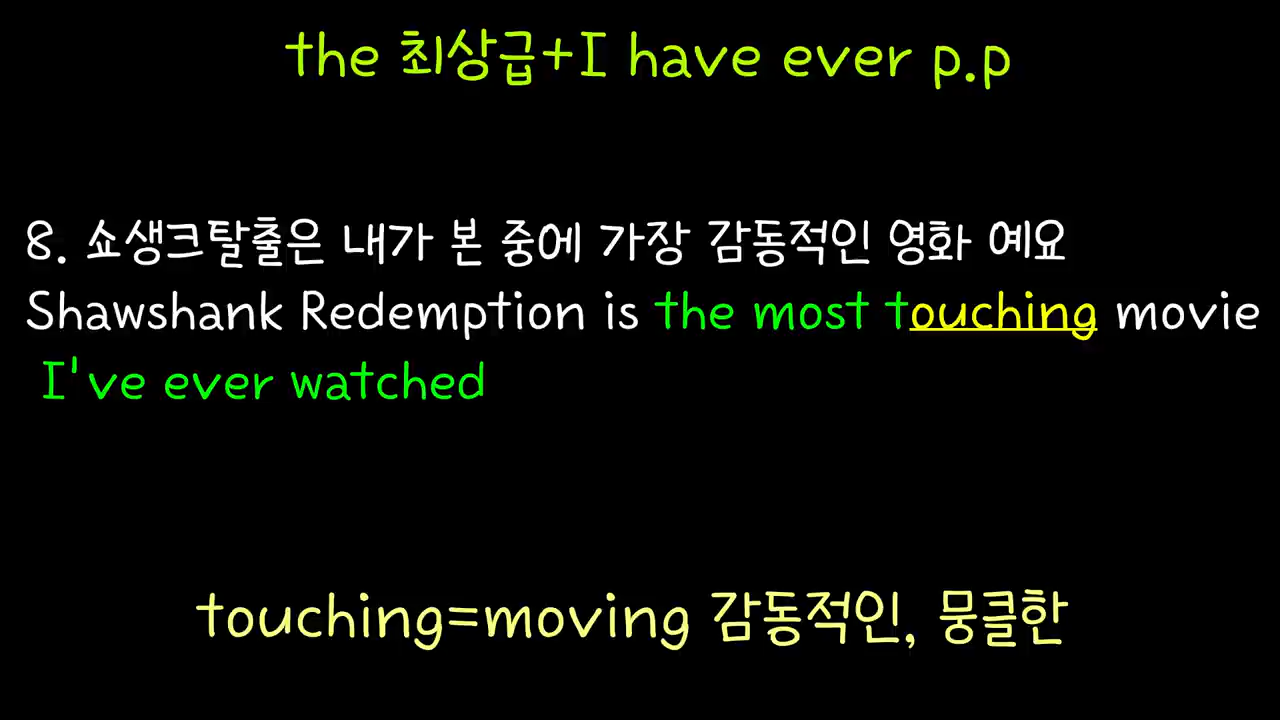 the 최상급+I have ever p.p
8. 쇼생크탈출은 내가 본 중에 가장 감동적인 영화 예요
Shawshank Redemption is the most touching movie
I've ever watched
touching=moving 감동적인, 뭉클한